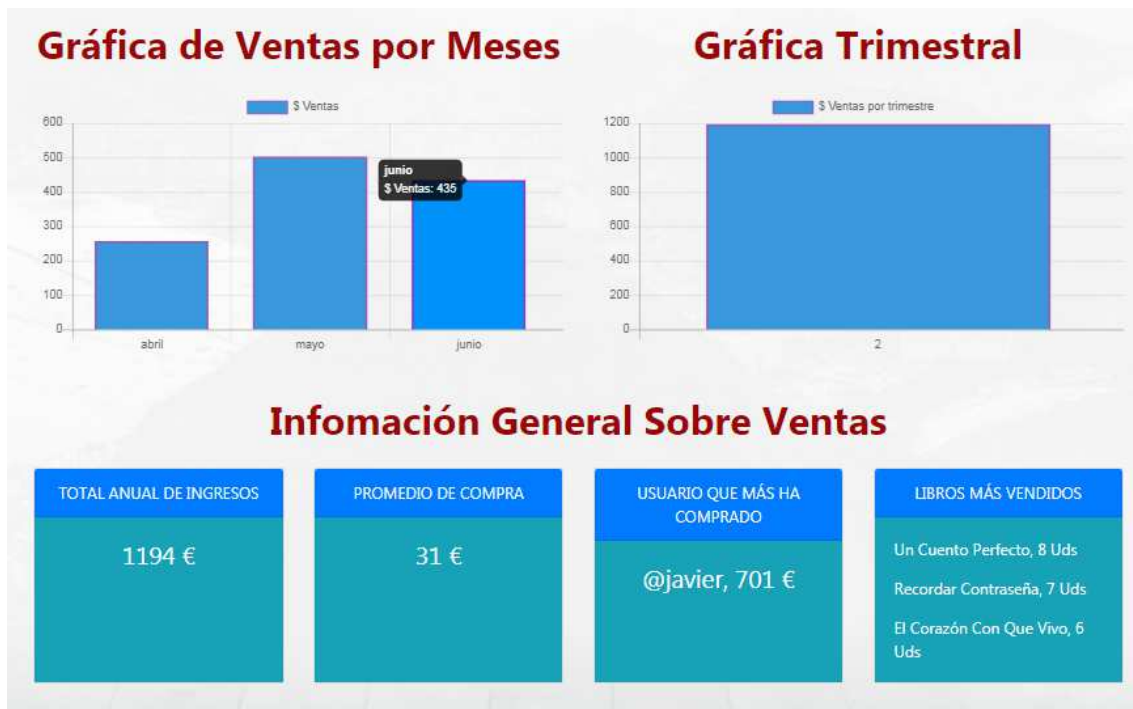 Gráfica de Ventas por Meses
$ Ventas
600
500
400
300
200
100
0
junio
$ Ventas: 435
abril mayo junio
Gráfica Trimestral
$ Ventas por trimestre
1200
1000
800
600
400
200
0
2
Infomación General Sobre Ventas
TOTAL ANUAL DE INGRESOS
1194 €
PROMEDIO DE COMPRA
31 €
USUARIO QUE MÁS HA
COMPRADO
@javier, 701 €
LIBROS MÁS VENDIDOS
Un Cuento Perfecto, 8 Uds
Recordar Contraseña, 7 Uds
El Corazón Con Que Vivo, 6
Uds